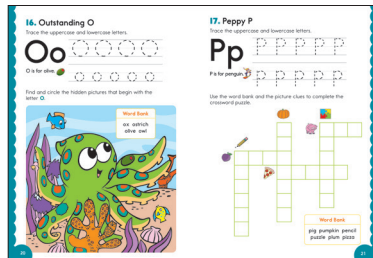 16. Outstanding O
Trace the uppercase and lowercase letters.
Oo
O is for olive.
Find and circle the hidden pictures that begin with the
letter O.
Word Bank
ox ostrich
olive owl
20
17. Peppy P
Trace the uppercase and lowercase letters.
Pp
P P P P P
P is for penguin.
P P P P P
Use the word bank and the picture clues to complete the
crossword puzzle.
Word Bank
pig pumpkin pencil
puzzle plum pizza
21